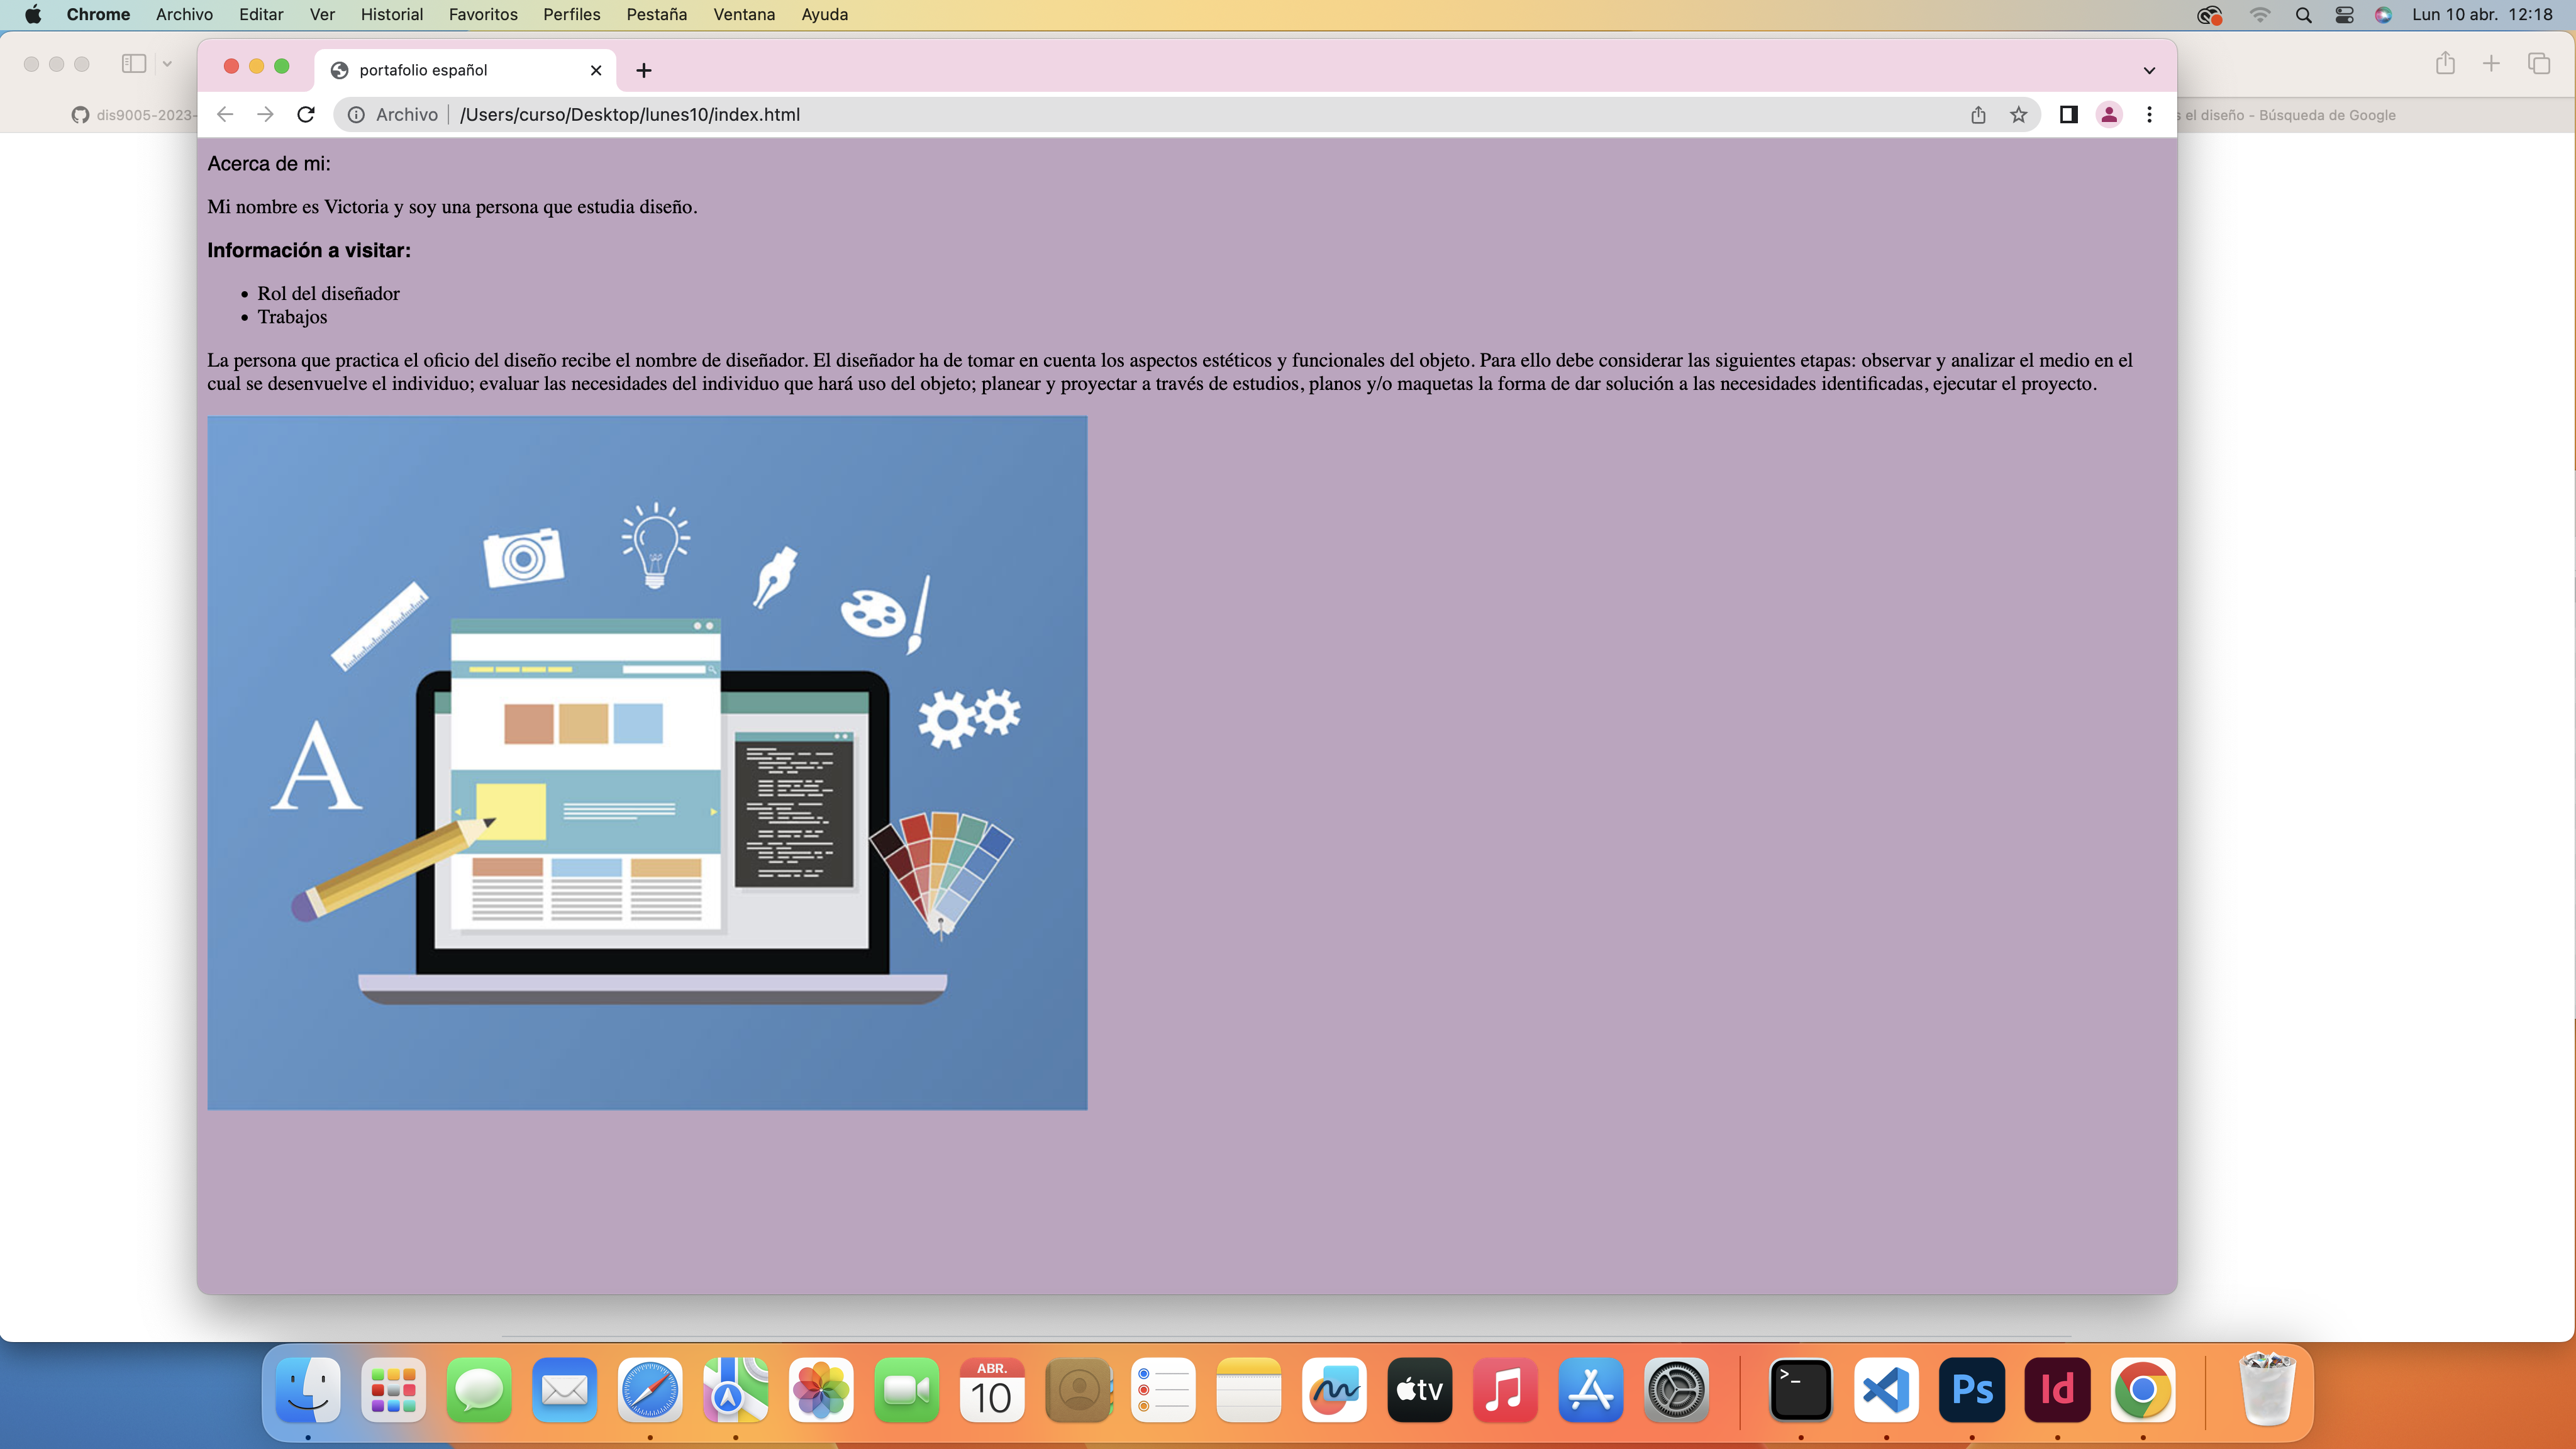 Chrome Archivo Editar Ver Historial Favoritos Perfiles Pestaña Ventana Ayuda Lun 10 abr. 12:18
portafolio español
dis9005-2023- el diseño - Búsqueda de Google
Archivo /Users/curso/Desktop/lunes10/index.html
Acerca de mi:
Mi nombre es Victoria y soy una persona que estudia diseño.
Información a visitar:
• Rol del diseñador
• Trabajos
La persona que practica el oficio del diseño recibe el nombre de diseñador. El diseñador ha de tomar en cuenta los aspectos estéticos y funcionales del objeto. Para ello debe considerar las siguientes etapas: observar y analizar el medio en el
cual se desenvuelve el individuo; evaluar las necesidades del individuo que hará uso del objeto; planear y proyectar a través de estudios, planos y/o maquetas la forma de dar solución a las necesidades identificadas, ejecutar el proyecto.
A
ABR.
10
tv
>_
Ps
Id